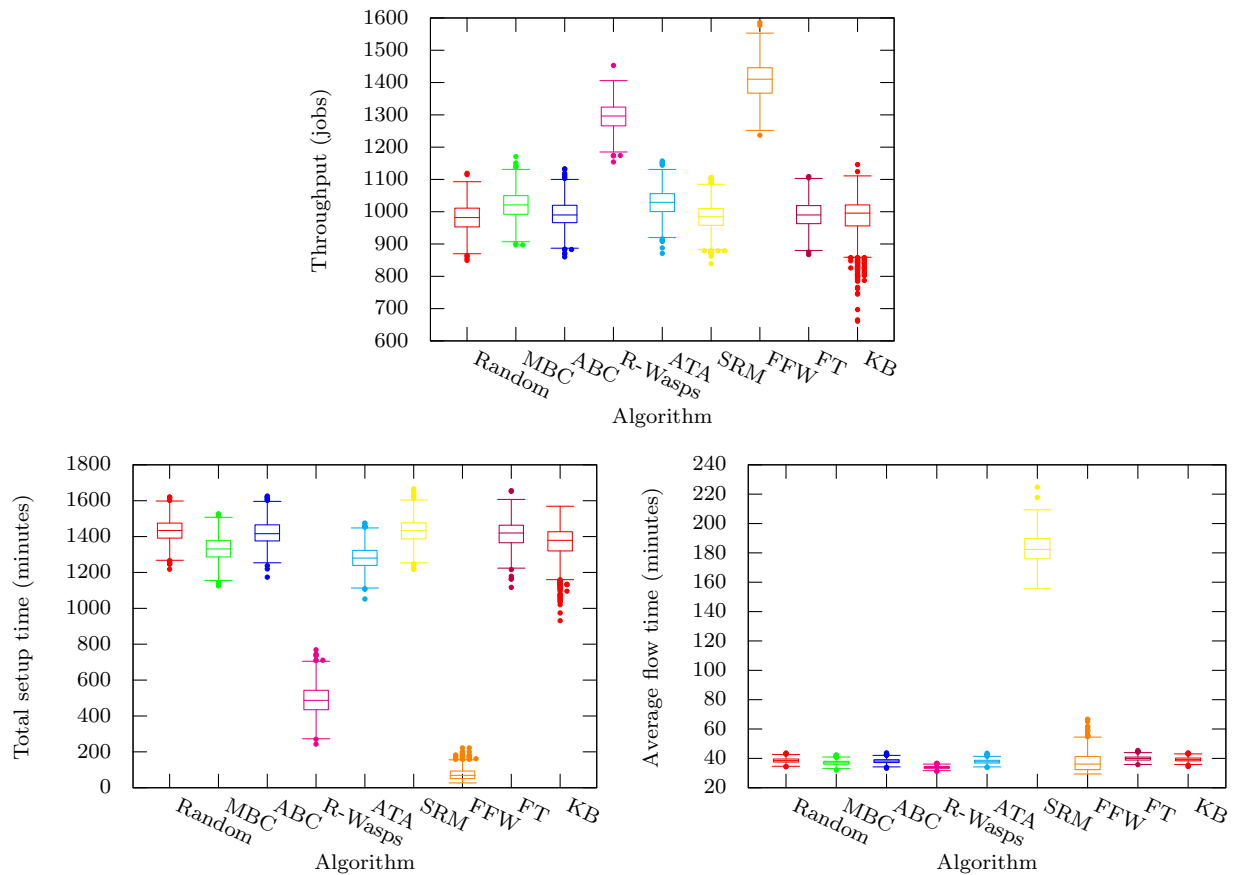 1600
1500
1400
1300
1200
1100
1000
900
800
700
600
Throughput (jobs)
Random
MBC
ABC
R-Wasps
ATA
SRM
FFW
FT
KB
Algorithm
1800
1600
1400
1200
1000
800
600
400
200
0
Total setup time (minutes)
Random
MBC
ABC
R-Wasps
ATA
SRM
FFW
FT
KB
Algorithm
240
220
200
180
160
140
120
100
80
60
40
20
Average flow time (minutes)
Random
MBC
ABC
R-Wasps
ATA
SRM
FFW
FT
KB
Algorithm